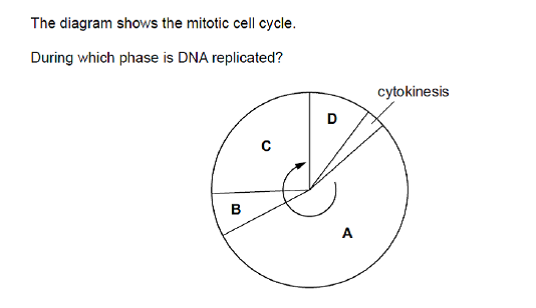 The diagram shows the mitotic cell cycle.
During which phase is DNA replicated?
cytokinesis
D
C
B
A